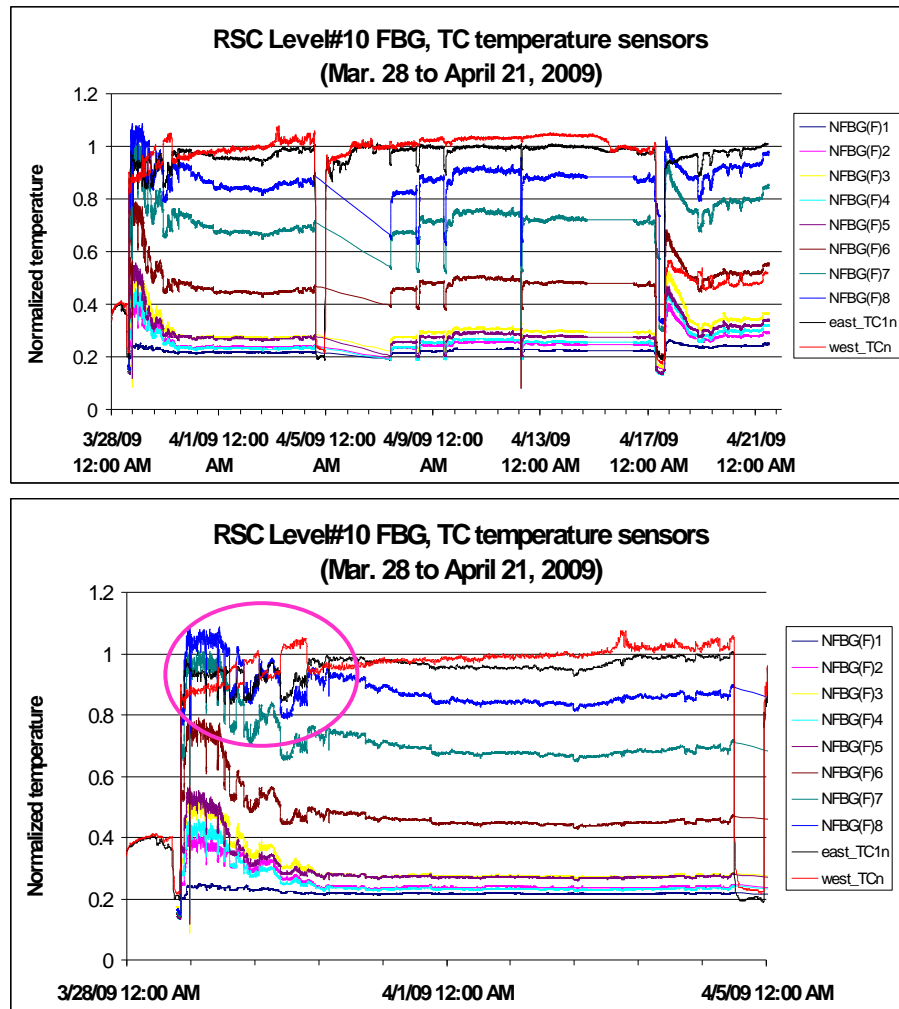 RSC Level#10 FBG, TC temperature sensors
(Mar. 28 to April 21, 2009)
Normalized temperature
1.2
1
0.8
0.6
0.4
0.2
0
3/28/09 4/1/09 12:00 4/5/09 12:00 4/9/09 12:00 4/13/09 4/17/09 4/21/09
12:00 AM AM AM AM 12:00 AM 12:00 AM 12:00 AM
NFBG(F)1
NFBG(F)2
NFBG(F)3
NFBG(F)4
NFBG(F)5
NFBG(F)6
NFBG(F)7
NFBG(F)8
east_TC1n
west_TCn
RSC Level#10 FBG, TC temperature sensors
(Mar. 28 to April 21, 2009)
Normalized temperature
1.2
1
0.8
0.6
0.4
0.2
0
3/28/09 12:00 AM 4/1/09 12:00 AM 4/5/09 12:00 AM
NFBG(F)1
NFBG(F)2
NFBG(F)3
NFBG(F)4
NFBG(F)5
NFBG(F)6
NFBG(F)7
NFBG(F)8
east_TC1n
west_TCn